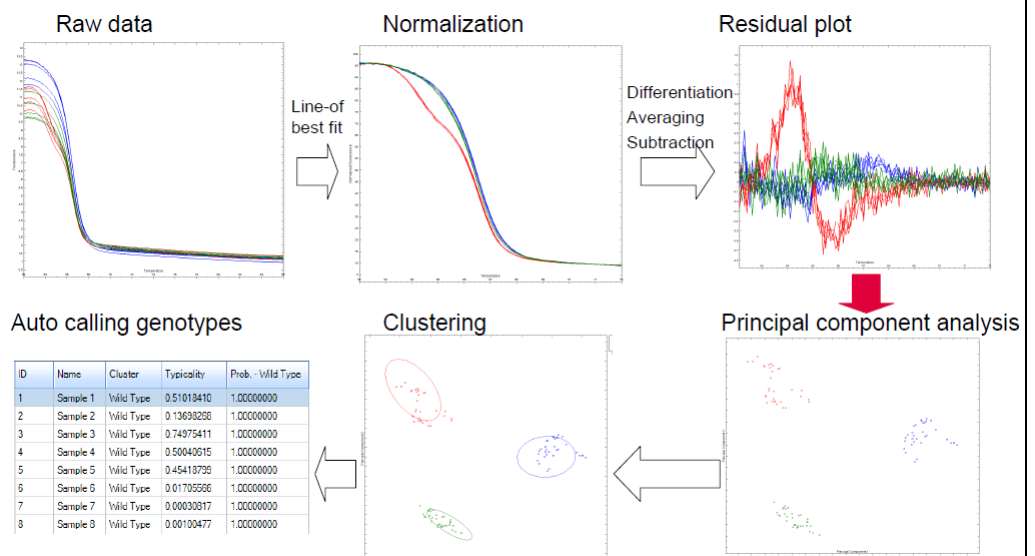 Raw data
Normalization
Residual plot
Line-of
best fit
Differentiation
Averaging
Subtraction
Temperature
Temperature
Auto calling genotypes
Clustering
Principal component analysis
ID Name Cluster Typicality Prob. - Wild Type
1 Sample 1 Wild Type 0.51018410 1.00000000
2 Sample 2 Wild Type 0.13698268 1.00000000
3 Sample 3 Wild Type 0.74975411 1.00000000
4 Sample 4 Wild Type 0.50040615 1.00000000
5 Sample 5 Wild Type 0.45418799 1.00000000
6 Sample 6 Wild Type 0.01705566 1.00000000
7 Sample 7 Wild Type 0.00030817 1.00000000
8 Sample 8 Wild Type 0.00100477 1.00000000